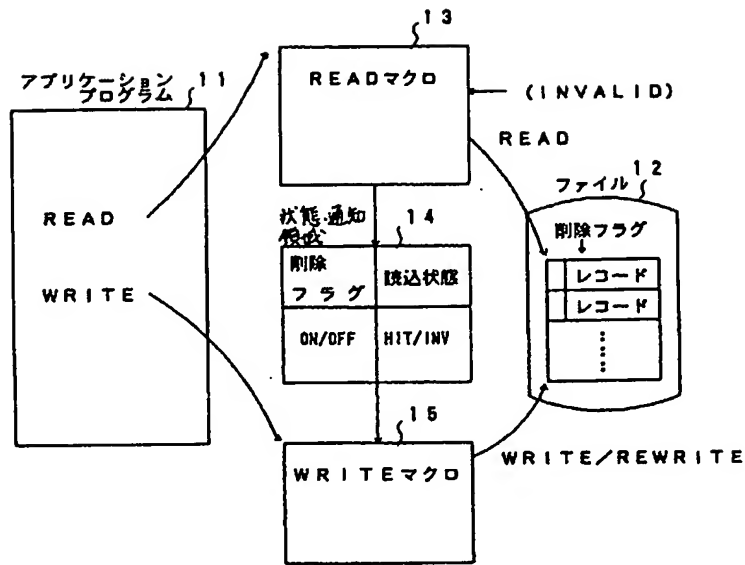 13
アプリケーション
プログラム 11
READマクロ
(INVALID)
READ
12
ファイル
READ
状態通知
領域
14
削除フラグ
削除
フラグ
読込状態
レコード
レコード
WRITE
ON/OFF
HIT/INV
15
WRITEマクロ
WRITE/REWRITE